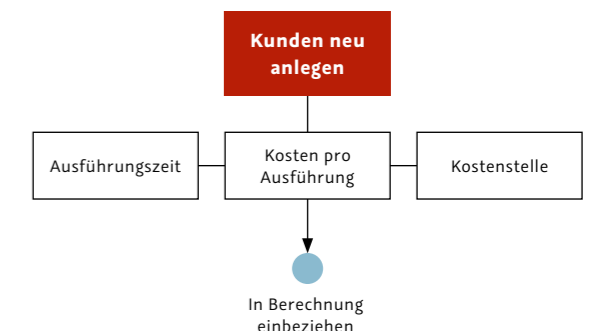 Kunden neu
anlegen
Ausführungszeit
Kosten pro
Ausführung
Kostenstelle
In Berechnung
einbeziehen